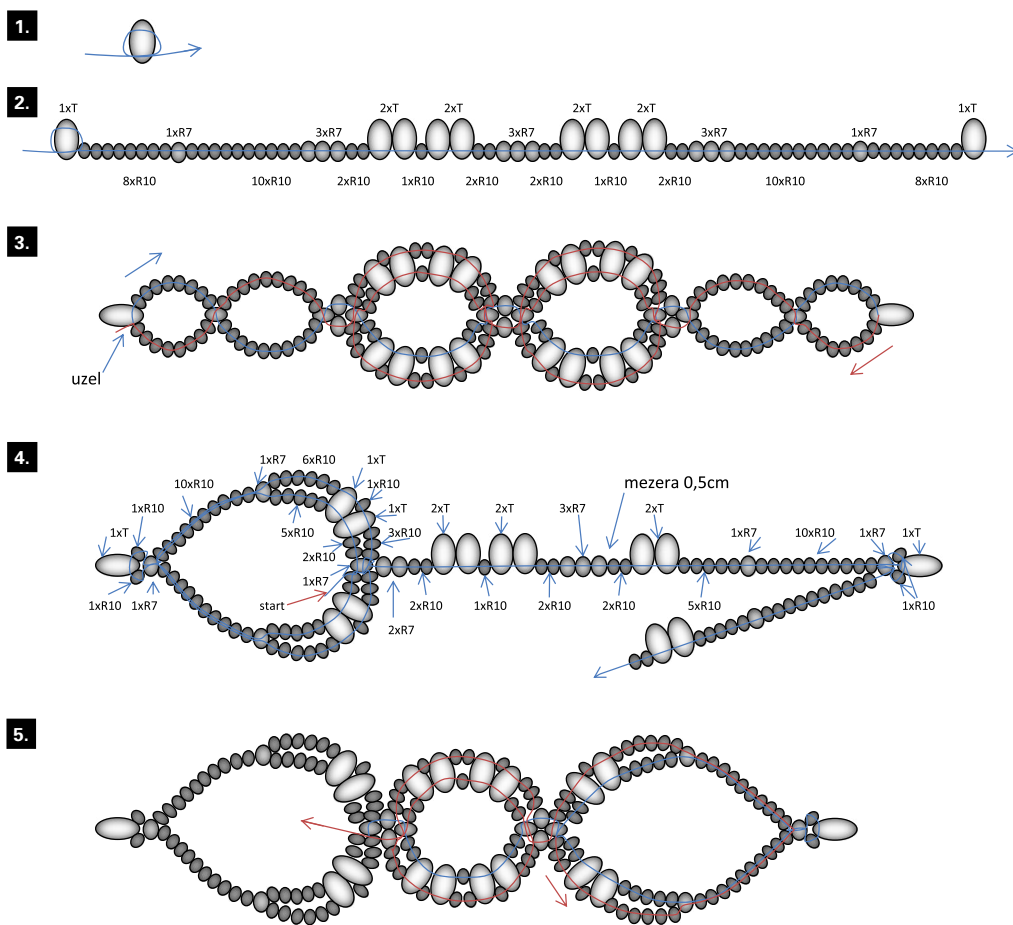 1.
2.
1xT 2xT 2xT 2xT 2xT 1xT
1xR7 3xR7 3xR7 3xR7 1xR7
8xR10 10xR10 2xR10 1xR10 2xR10 2xR10 1xR10 2xR10 10xR10 8xR10
3.
uzel
4.
1xR7 6xR10 1xT
10xR10 1xR10 mezera 0,5cm
1xR10 1xT 2xT 2xT 3xR7 2xT
1xT 5xR10 3xR10 1xR7 10xR10 1xR7 1xT
2xR10
1xR7
1xR10 1xR7 start 2xR10 1xR10 2xR10 2xR10 5xR10 1xR10
2xR7
5.